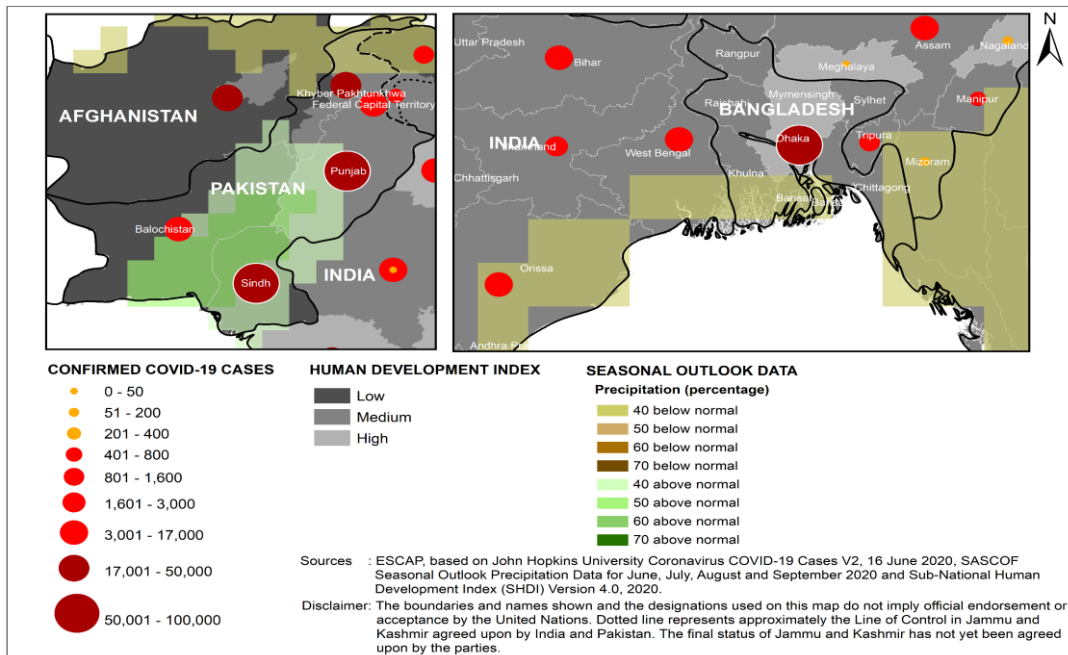 N
AFGHANISTAN
Khyber Pakhtunkhwa
Federal Capital Territory
PAKISTAN
Punjab
Balochistan
Sindh
INDIA
Uttar Pradesh
Bihar
Rangpur
Assam
Nagaland
Meghalaya
Mymensingh
Rajshahi
Sylhet
Manipur
BANGLADESH
INDIA
Dhaka
Tripura
West Bengal
Mizoram
Chhattisgarh
Khulna
Chittagong
Barisal
Orissa
Andhra Pr
CONFIRMED COVID-19 CASES
0 - 50
51 - 200
201 - 400
401 - 800
801 - 1,600
1,601 - 3,000
3,001 - 17,000
17,001 - 50,000
50,001 - 100,000
HUMAN DEVELOPMENT INDEX
Low
Medium
High
SEASONAL OUTLOOK DATA
Precipitation (percentage)
40 below normal
50 below normal
60 below normal
70 below normal
40 above normal
50 above normal
60 above normal
70 above normal
Sources : ESCAP, based on John Hopkins University Coronavirus COVID-19 Cases V2, 16 June 2020, SASCOF
Seasonal Outlook Precipitation Data for June, July, August and September 2020 and Sub-National Human
Development Index (SHDI) Version 4.0, 2020.
Disclaimer: The boundaries and names shown and the designations used on this map do not imply official endorsement or
acceptance by the United Nations. Dotted line represents approximately the Line of Control in Jammu and
Kashmir agreed upon by India and Pakistan. The final status of Jammu and Kashmir has not yet been agreed
upon by the parties.